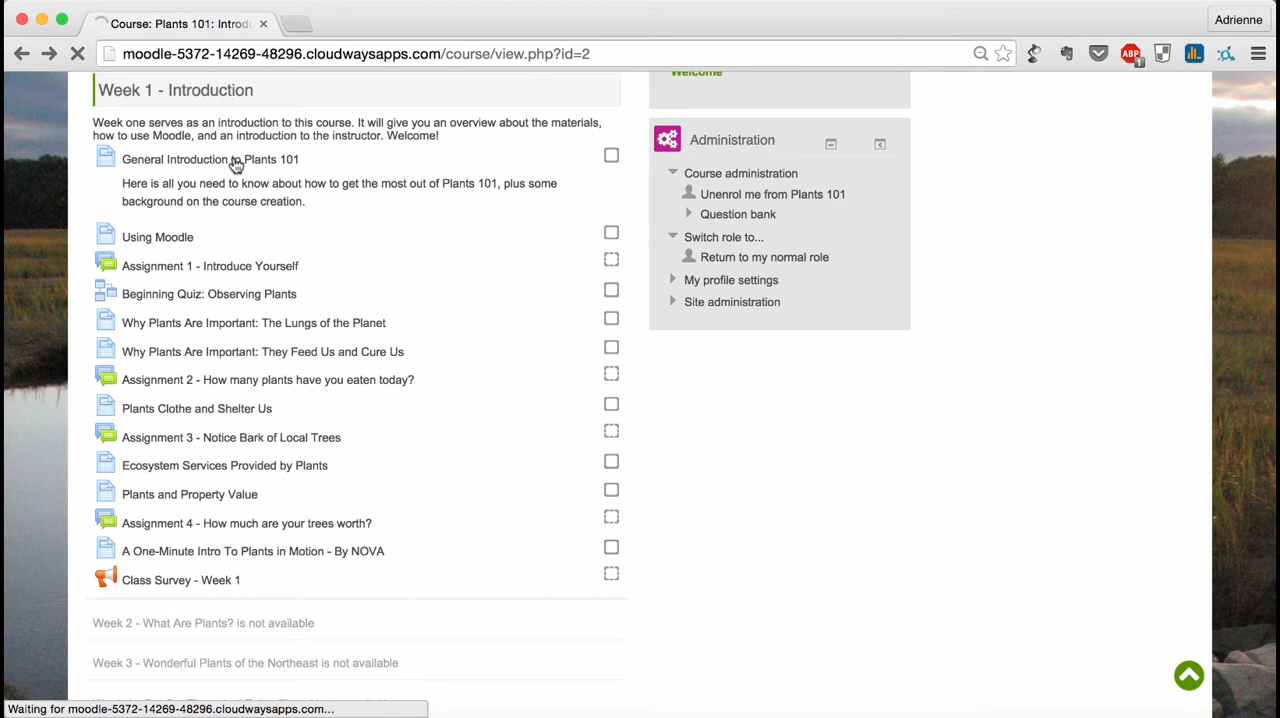 Course: Plants 101: Introd
Adrienne
moodle-5372-14269-48296.cloudwaysapps.com/course/view.php?id=2
ABP
1
Welcome
Week 1 - Introduction
Week one serves as an introduction to this course. It will give you an overview about the materials,
how to use Moodle, and an introduction to the instructor. Welcome!
General Introduction to Plants 101
Here is all you need to know about how to get the most out of Plants 101, plus some
background on the course creation.
Using Moodle
Assignment 1 - Introduce Yourself
Beginning Quiz: Observing Plants
Why Plants Are Important: The Lungs of the Planet
Why Plants Are Important: They Feed Us and Cure Us
Assignment 2 - How many plants have you eaten today?
Plants Clothe and Shelter Us
Assignment 3 - Notice Bark of Local Trees
Ecosystem Services Provided by Plants
Plants and Property Value
Assignment 4 - How much are your trees worth?
A One-Minute Intro To Plants in Motion - By NOVA
Class Survey - Week 1
Week 2 - What Are Plants? is not available
Week 3 - Wonderful Plants of the Northeast is not available
Administration
Course administration
Unenrol me from Plants 101
Question bank
Switch role to...
Return to my normal role
My profile settings
Site administration
Waiting for moodle-5372-14269-48296.cloudwaysapps.com...